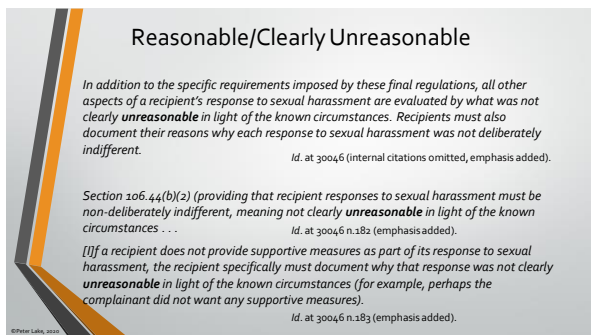 Reasonable/Clearly Unreasonable
In addition to the specific requirements imposed by these final regulations, all other
aspects of a recipient's response to sexual harassment are evaluated by what was not
clearly unreasonable in light of the known circumstances. Recipients must also
document their reasons why each response to sexual harassment was not deliberately
indifferent.
Id. at 30046 (internal citations omitted, emphasis added).
Section 106.44(b)(2) (providing that recipient responses to sexual harassment must be
non-deliberately indifferent, meaning not clearly unreasonable in light of the known
circumstances . . .
Id. at 30046 n.182 (emphasis added).
[I]f a recipient does not provide supportive measures as part of its response to sexual
harassment, the recipient specifically must document why that response was not clearly
unreasonable in light of the known circumstances (for example, perhaps the
complainant did not want any supportive measures).
Id. at 30046 n.183 (emphasis added).
©Peter Lake, 2020